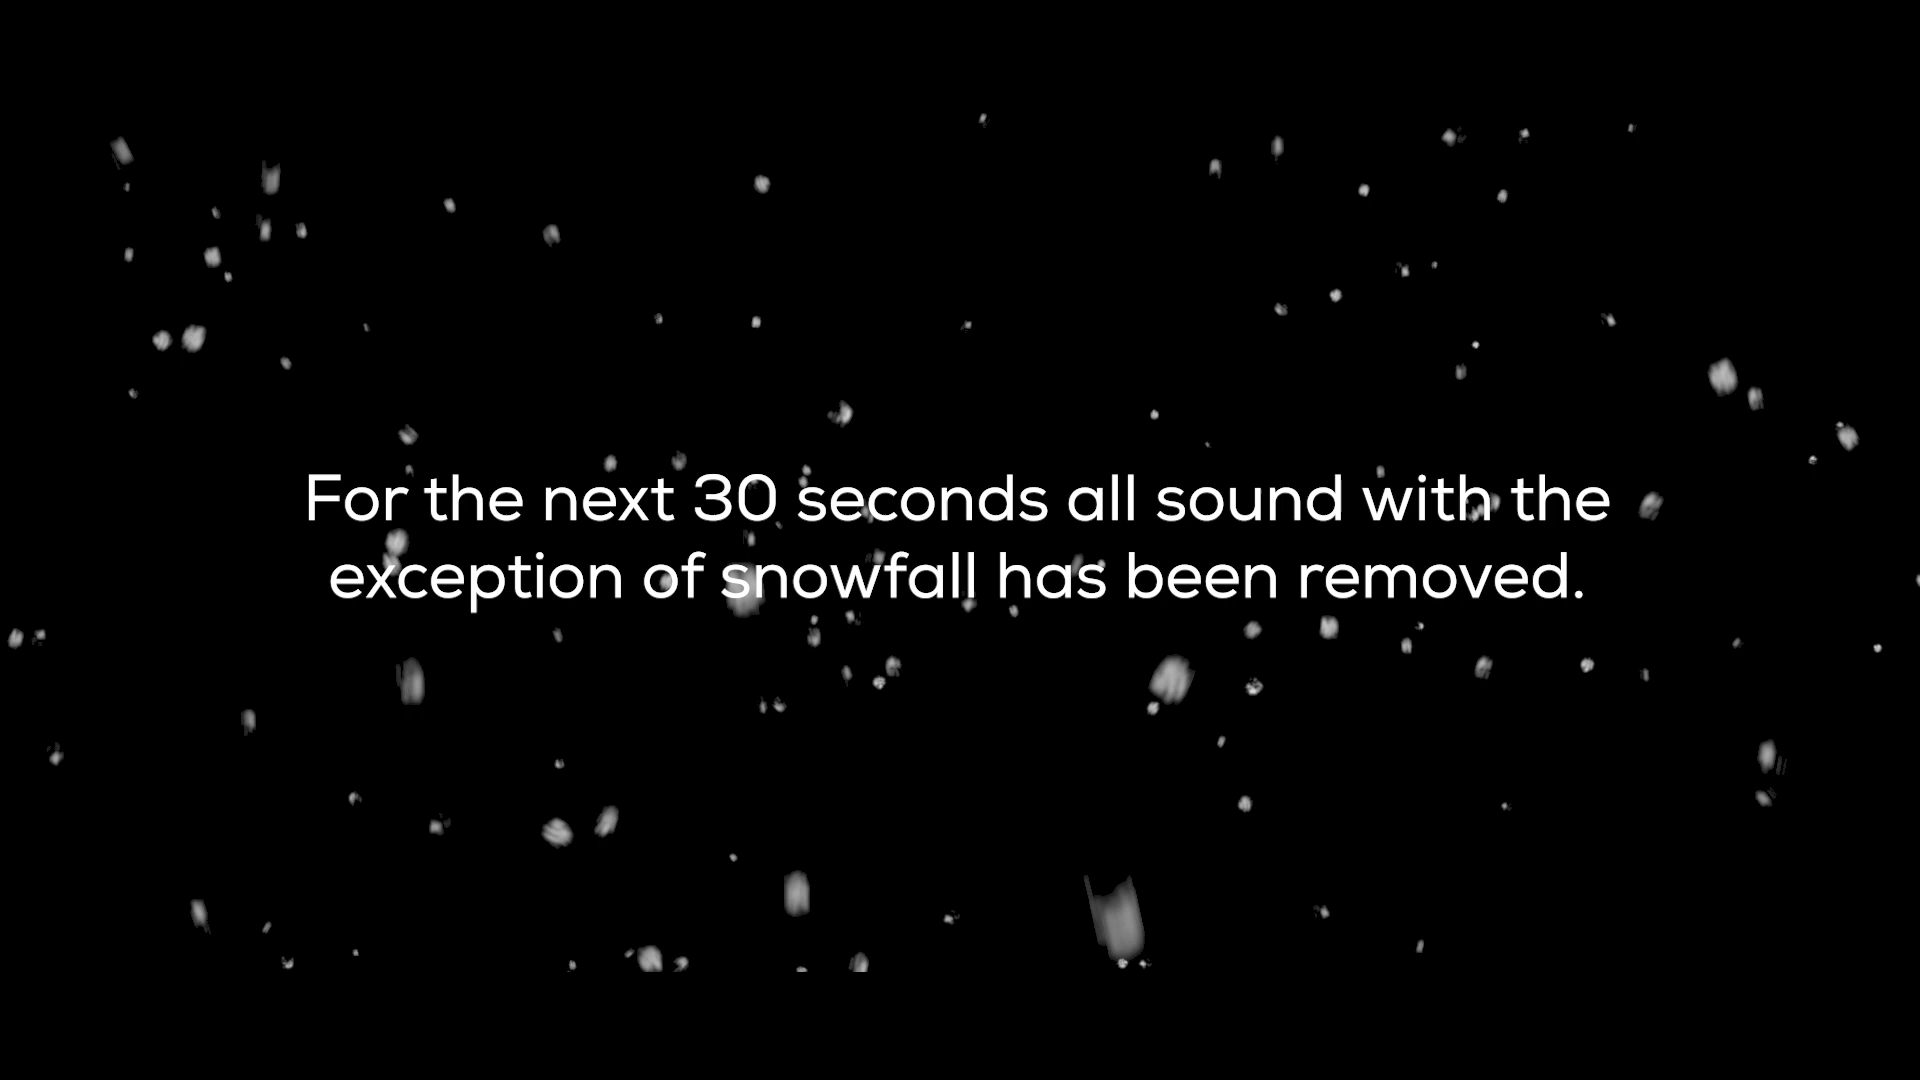 For the next 30 seconds all sound with the
exception of snowfall has been removed.